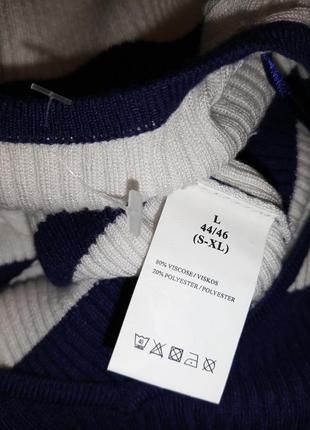 L
44/46
(S-XL)
80% VISCOSE / VISKOS
20% POLYESTER / POLYESTER